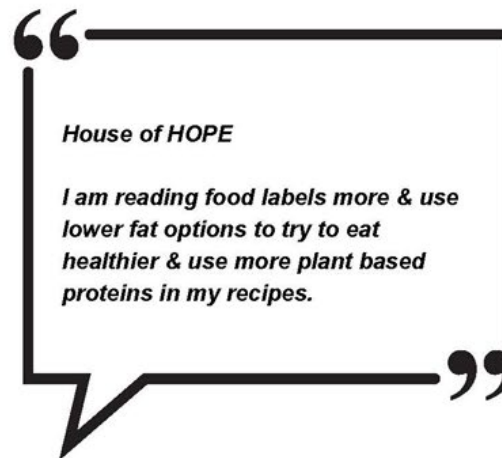 House of HOPE
I am reading food labels more & use
lower fat options to try to eat
healthier & use more plant based
proteins in my recipes.